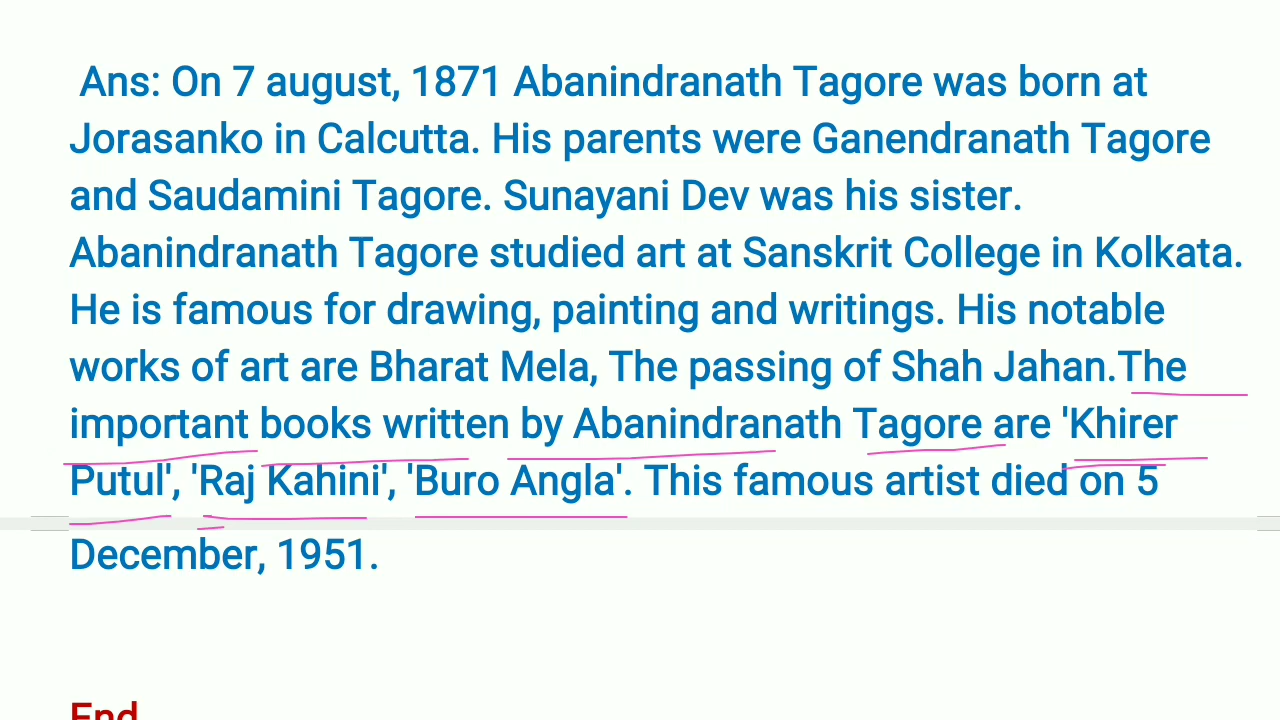 Ans: On 7 august, 1871 Abanindranath Tagore was born at
Jorasanko in Calcutta. His parents were Ganendranath Tagore
and Saudamini Tagore. Sunayani Dev was his sister.
Abanindranath Tagore studied art at Sanskrit College in Kolkata.
He is famous for drawing, painting and writings. His notable
works of art are Bharat Mela, The passing of Shah Jahan.The
important books written by Abanindranath Tagore are 'Khirer
Putul', 'Raj Kahini', 'Buro Angla'. This famous artist died on 5
December, 1951.
End